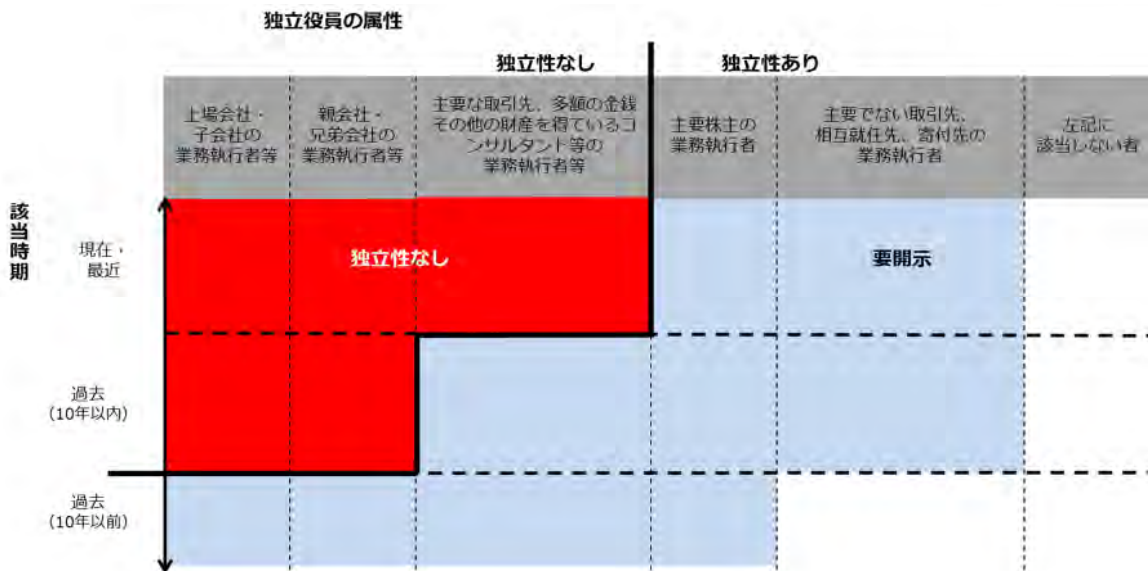 独立役員の属性
独立性なし
独立性あり
上場会社・
子会社の
業務執行者等
親会社・
兄弟会社の
業務執行者等
主要な取引先、多額の金銭
その他の財産を得ているコ
ンサルタント等の
業務執行者等
主要株主の
業務執行者
主要でない取引先、
相互就任先、寄付先の
業務執行者
左記に
該当しない者
該当時期
現在・
最近
独立性なし
要開示
過去
（10年以内）
過去
（10年以前）